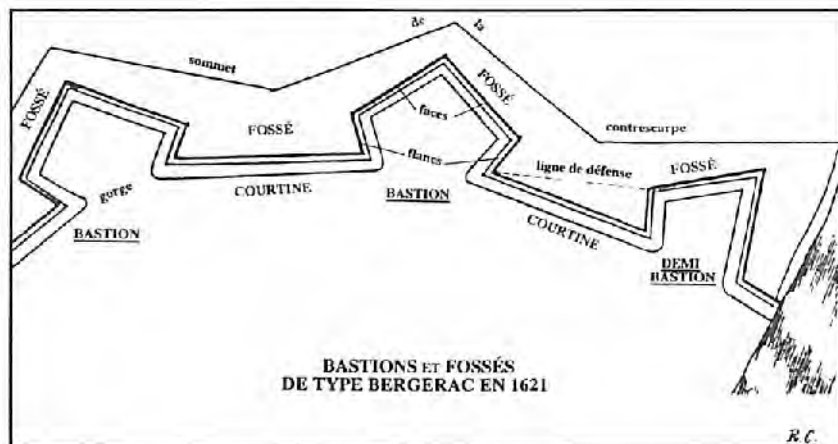 sommet de la contrescarpe
FOSSÉ
FOSSÉ
FOSSÉ
FOSSÉ
faces
flancs
ligne de défense
gorge
COURTINE
COURTINE
BASTION
BASTION
DEMI
BASTION
BASTIONS ET FOSSÉS
DE TYPE BERGERAC EN 1621
R.C.